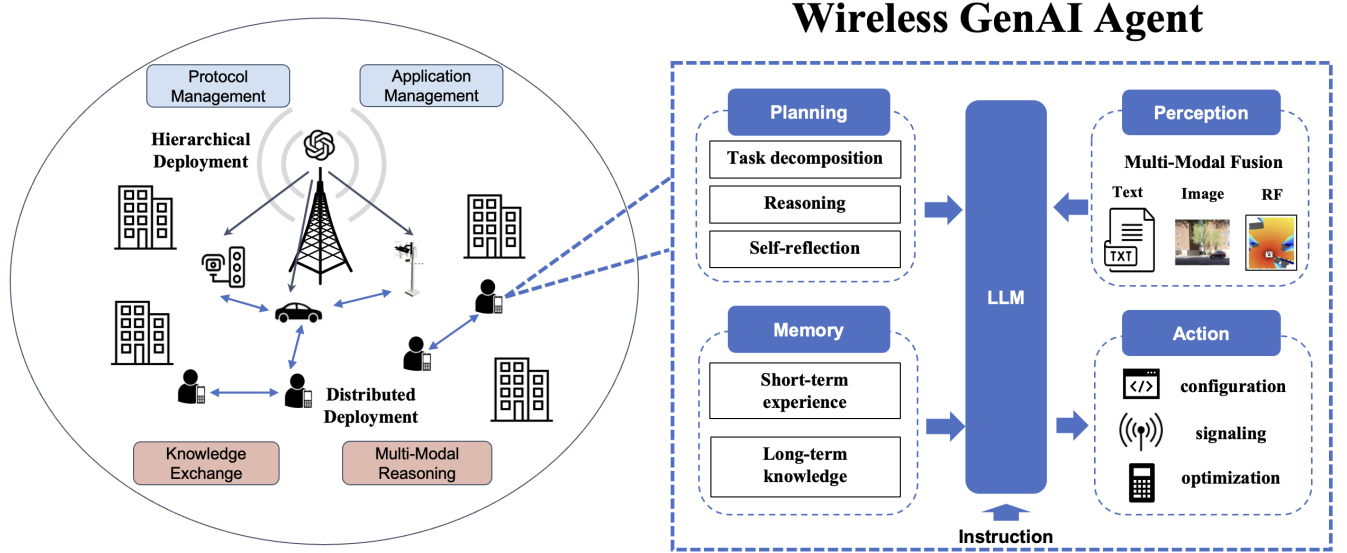 Wireless GenAI Agent
Protocol
Management
Application
Management
Hierarchical
Deployment
Distributed
Deployment
Knowledge
Exchange
Multi-Modal
Reasoning
Planning
Task decomposition
Reasoning
Self-reflection
Memory
Short-term
experience
Long-term
knowledge
LLM
Instruction
Perception
Multi-Modal Fusion
Text
Image
RF
TXT
Action
</>
configuration
signaling
optimization